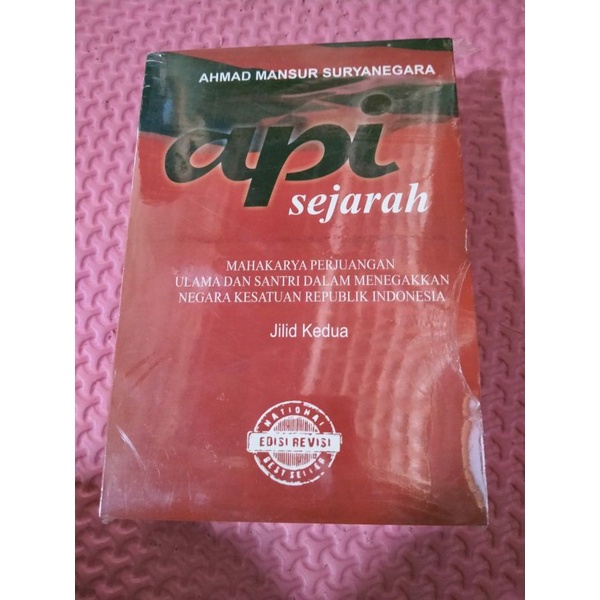 AHMAD MANSUR SURYANEGARA
api
sejarah
MAHAKARYA PERJUANGAN
ULAMA DAN SANTRI DALAM MENEGAKKAN
NEGARA KESATUAN REPUBLIK INDONESIA
Jilid Kedua
NATIONAL
EDISI REVISI
BEST SELLER